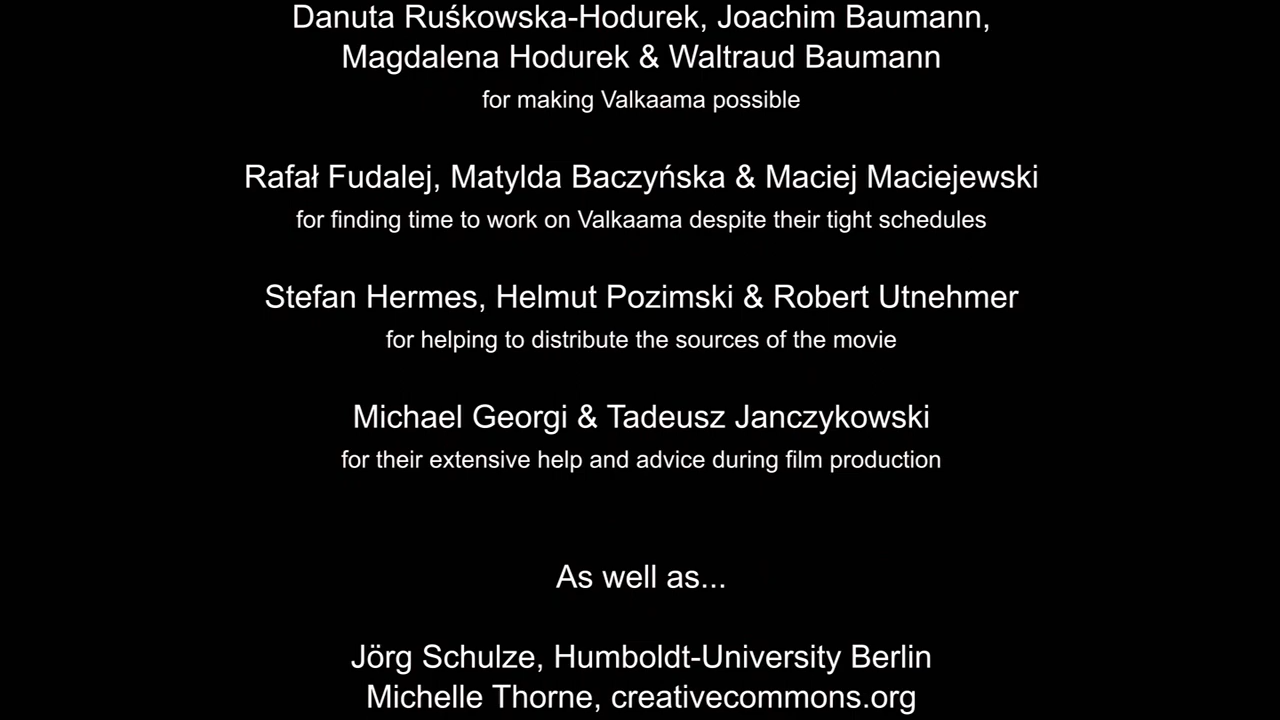 Danuta Ruśkowska-Hodurek, Joachim Baumann,
Magdalena Hodurek & Waltraud Baumann
for making Valkaama possible
Rafał Fudalej, Matylda Baczyńska & Maciej Maciejewski
for finding time to work on Valkaama despite their tight schedules
Stefan Hermes, Helmut Pozimski & Robert Utnehmer
for helping to distribute the sources of the movie
Michael Georgi & Tadeusz Janczykowski
for their extensive help and advice during film production
As well as...
Jörg Schulze, Humboldt-University Berlin
Michelle Thorne, creativecommons.org